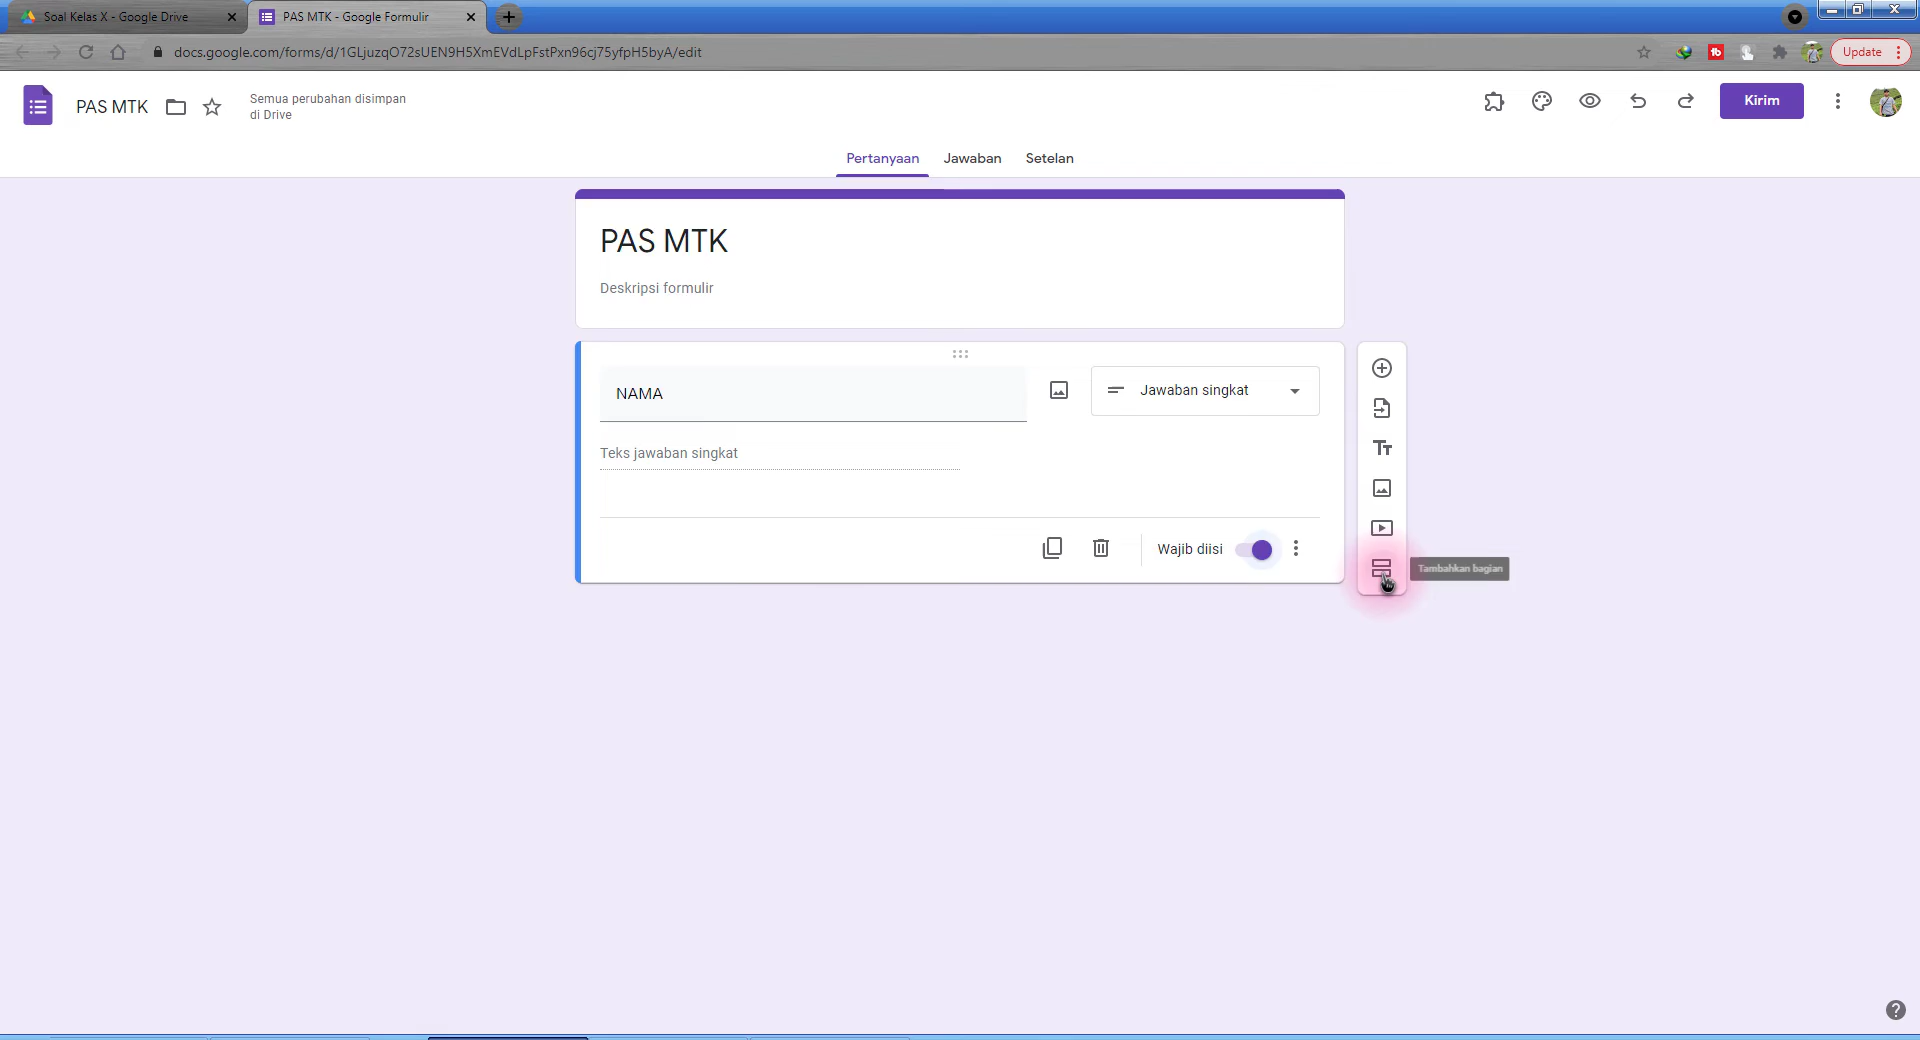 Soal Kelas X - Google Drive
PAS MTK - Google Formulir
docs.google.com/forms/d/1GLjuzqO72sUEN9H5XmEVdLpFstPxn96cj75yfpH5byA/edit
Update
PAS MTK
Semua perubahan disimpan
di Drive
Kirim
Pertanyaan
Jawaban
Setelan
PAS MTK
Deskripsi formulir
NAMA
Jawaban singkat
Teks jawaban singkat
Wajib diisi
Tambahkan bagian